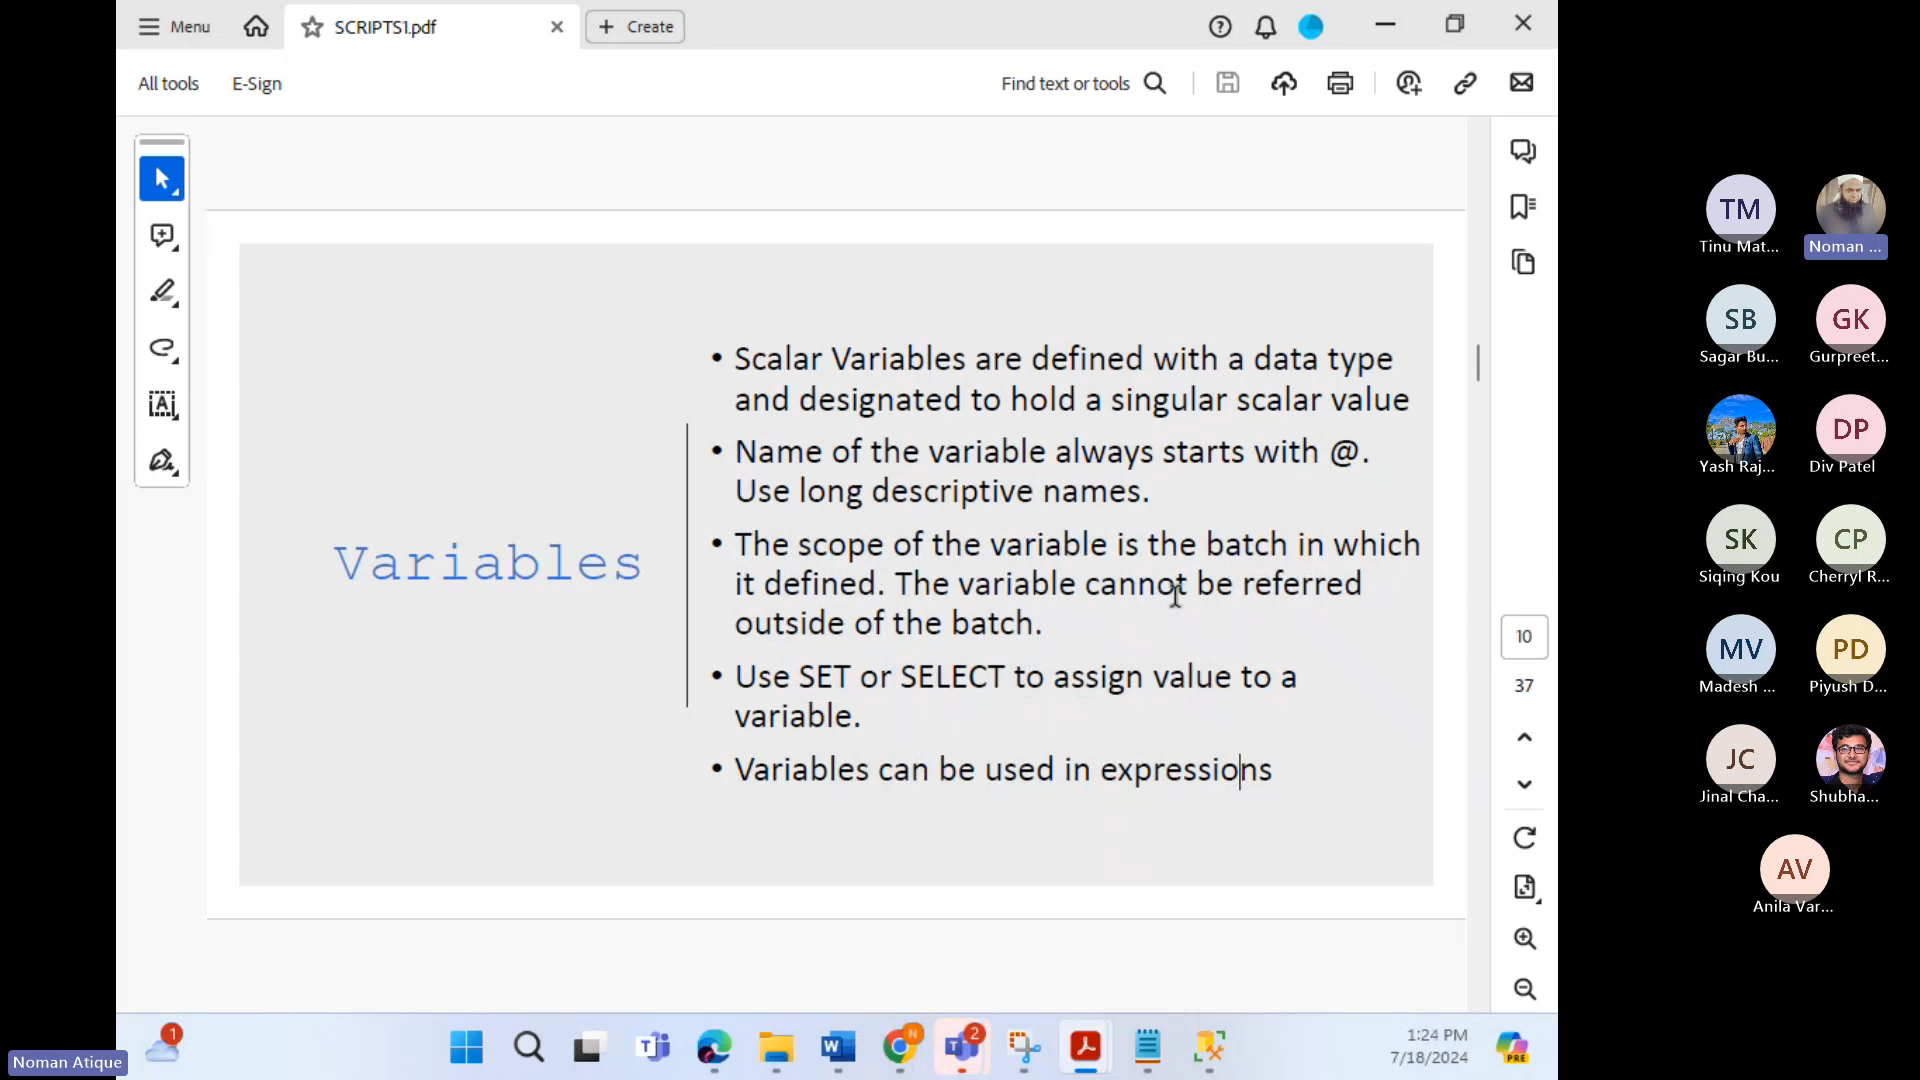 Menu
SCRIPTS1.pdf
Create
All tools
E-Sign
Find text or tools
Variables
• Scalar Variables are defined with a data type
and designated to hold a singular scalar value
• Name of the variable always starts with @.
Use long descriptive names.
• The scope of the variable is the batch in which
it defined. The variable cannot be referred
outside of the batch.
• Use SET or SELECT to assign value to a
variable.
• Variables can be used in expressions
10
37
TM
Tinu Mat...
Noman ...
SB
Sagar Bu...
GK
Gurpreet...
Yash Raj...
DP
Div Patel
SK
Siqing Kou
CP
Cherryl R...
MV
Madesh ...
PD
Piyush D...
JC
Jinal Cha...
Shubha...
AV
Anila Var...
1
N
2
1:24 PM
7/18/2024
PRE
Noman Atique